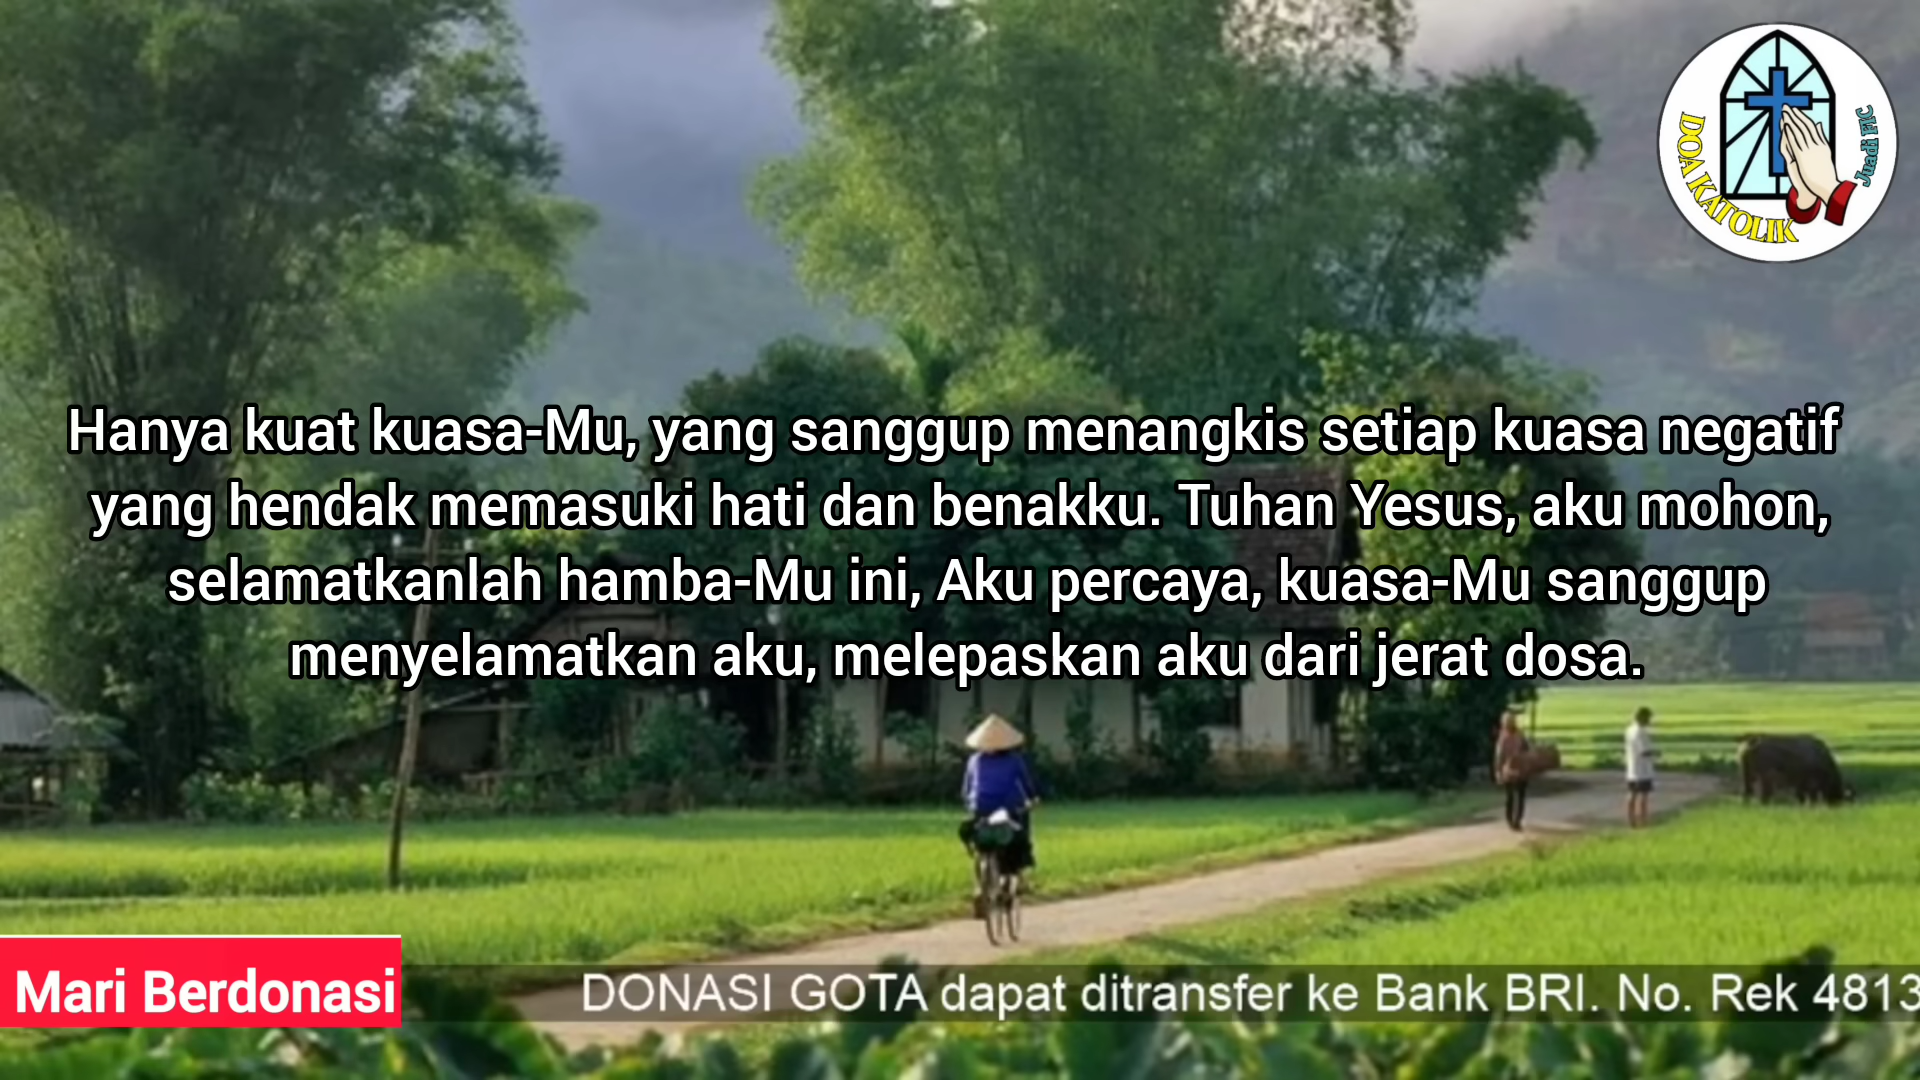 DOA KATOLIK
Juadi FIC
Hanya kuat kuasa-Mu, yang sanggup menangkis setiap kuasa negatif
yang hendak memasuki hati dan benakku. Tuhan Yesus, aku mohon,
selamatkanlah hamba-Mu ini, Aku percaya, kuasa-Mu sanggup
menyelamatkan aku, melepaskan aku dari jerat dosa.
Mari Berdonasi
DONASI GOTA dapat ditransfer ke Bank BRI. No. Rek 4813